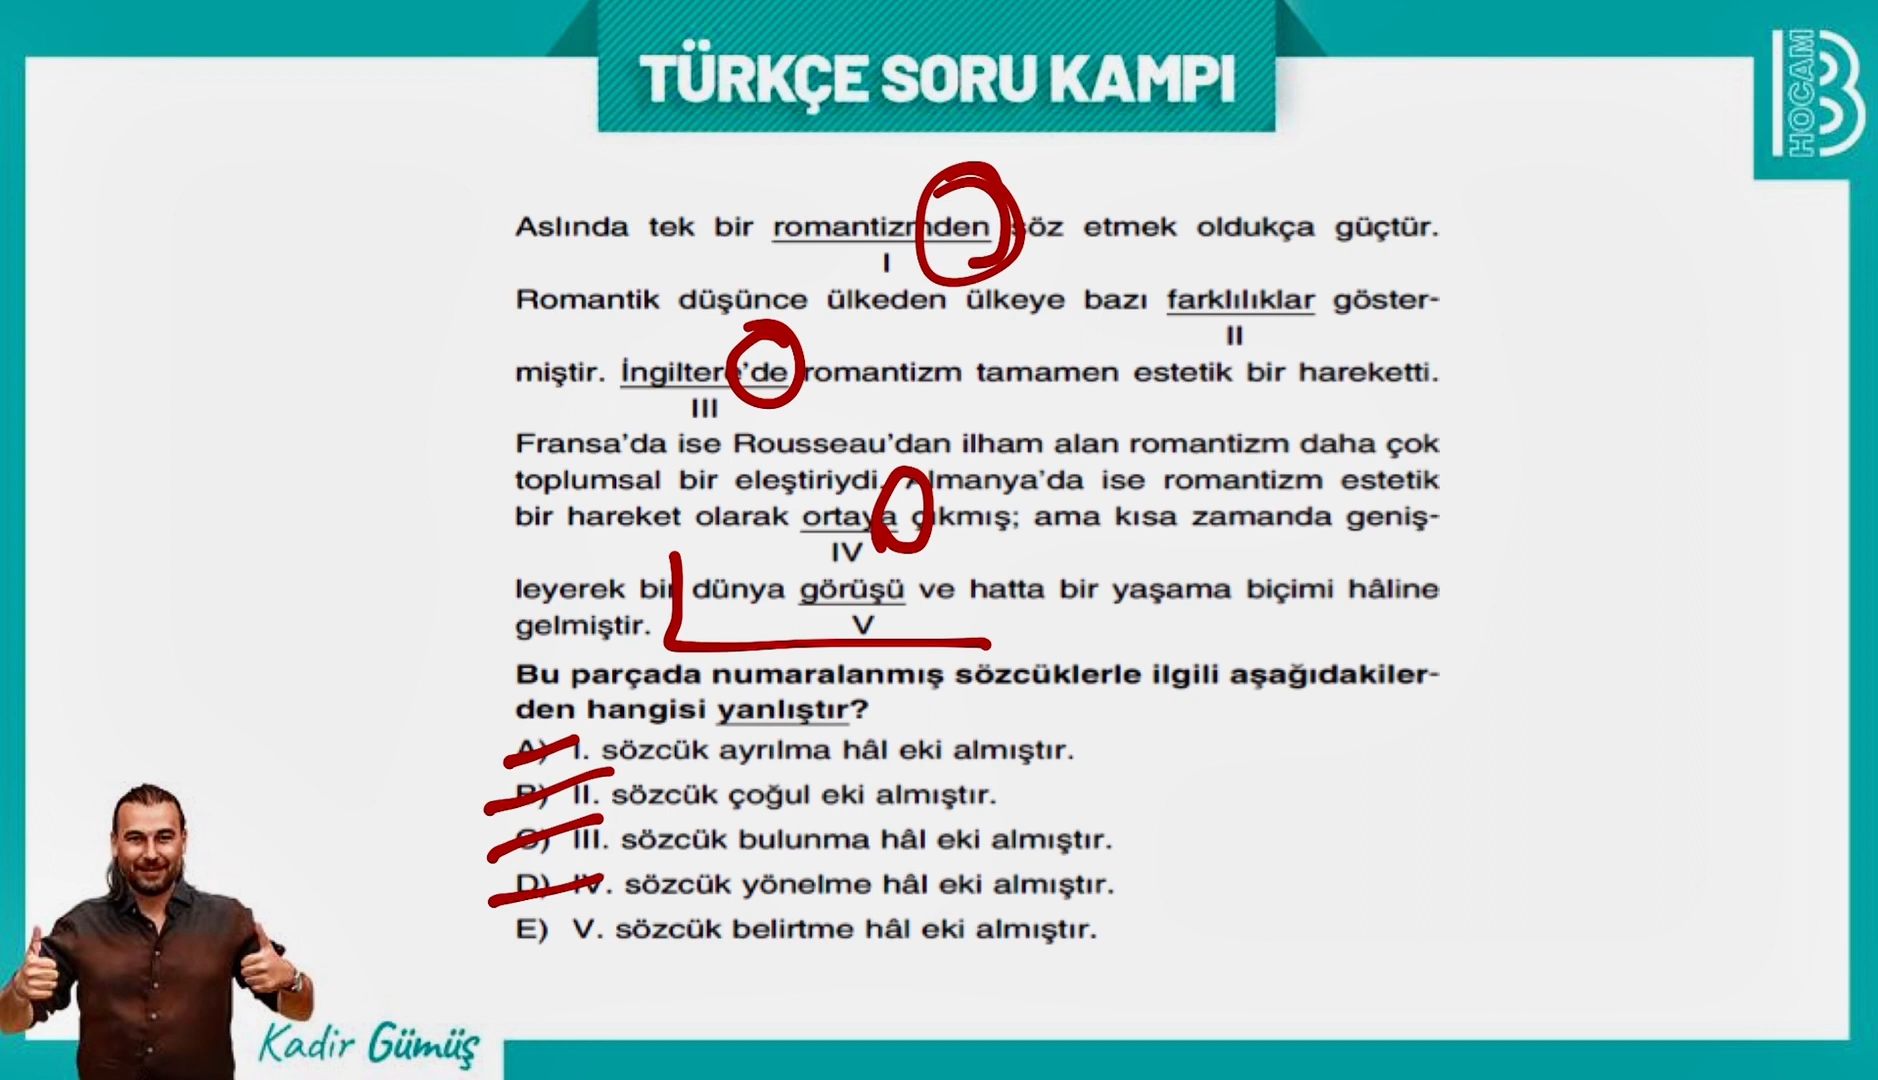 TÜRKÇE SORU KAMPI
HOCAM
Aslında tek bir romantizmden söz etmek oldukça güçtür.
I
Romantik düşünce ülkeden ülkeye bazı farklılıklar göster-
II
miştir. İngiltere'de romantizm tamamen estetik bir hareketti.
III
Fransa'da ise Rousseau'dan ilham alan romantizm daha çok
toplumsal bir eleştiriydi. Almanya'da ise romantizm estetik
bir hareket olarak ortaya çıkmış; ama kısa zamanda geniş-
IV
leyerek bir dünya görüşü ve hatta bir yaşama biçimi hâline
V
gelmiştir.
Bu parçada numaralanmış sözcüklerle ilgili aşağıdakiler-
den hangisi yanlıştır?
A) I. sözcük ayrılma hâl eki almıştır.
B) II. sözcük çoğul eki almıştır.
C) III. sözcük bulunma hâl eki almıştır.
D) IV. sözcük yönelme hâl eki almıştır.
E) V. sözcük belirtme hâl eki almıştır.
Kadir Gümüş